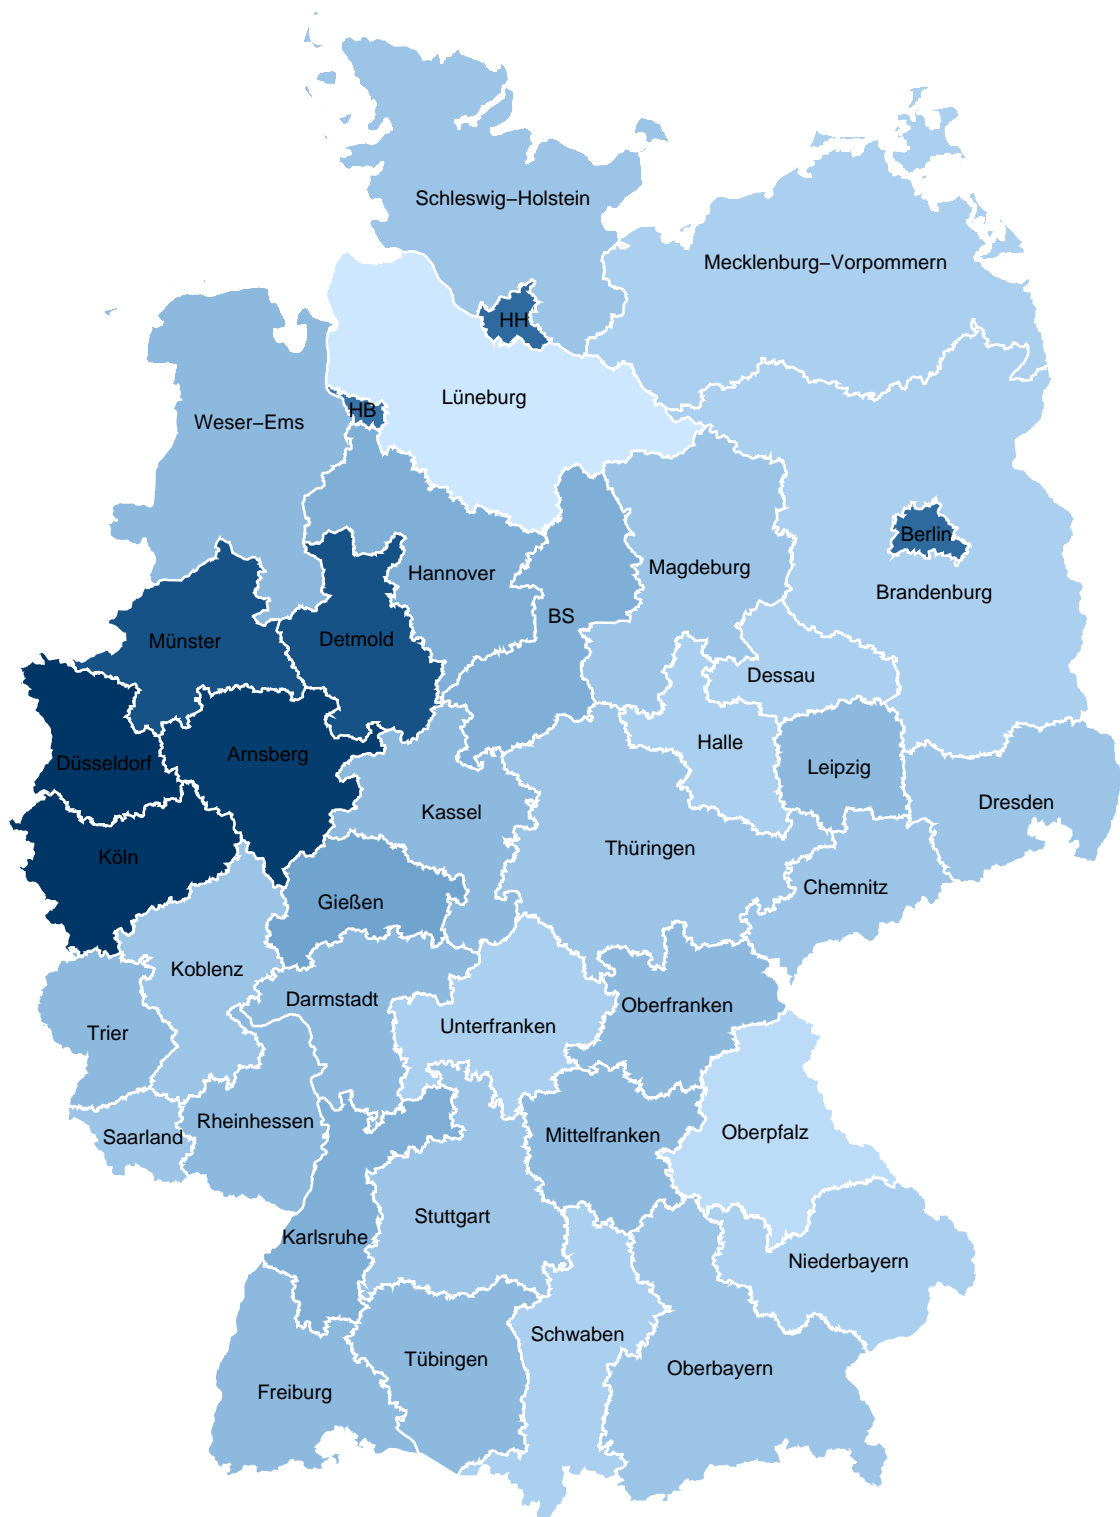 Schleswig−Holstein
Mecklenburg−Vorpommern
HH
Lüneburg
HB
Weser−Ems
Berlin
Magdeburg
Hannover
Brandenburg
BS
Detmold
Münster
Dessau
Halle
Arnsberg
Düsseldorf
Leipzig
Dresden
Kassel
Thüringen
Köln
Chemnitz
Gießen
Koblenz
Darmstadt
Oberfranken
Unterfranken
Trier
Rheinhessen
Saarland
Mittelfranken
Oberpfalz
Stuttgart
Karlsruhe
Niederbayern
Schwaben
Tübingen
Oberbayern
Freiburg